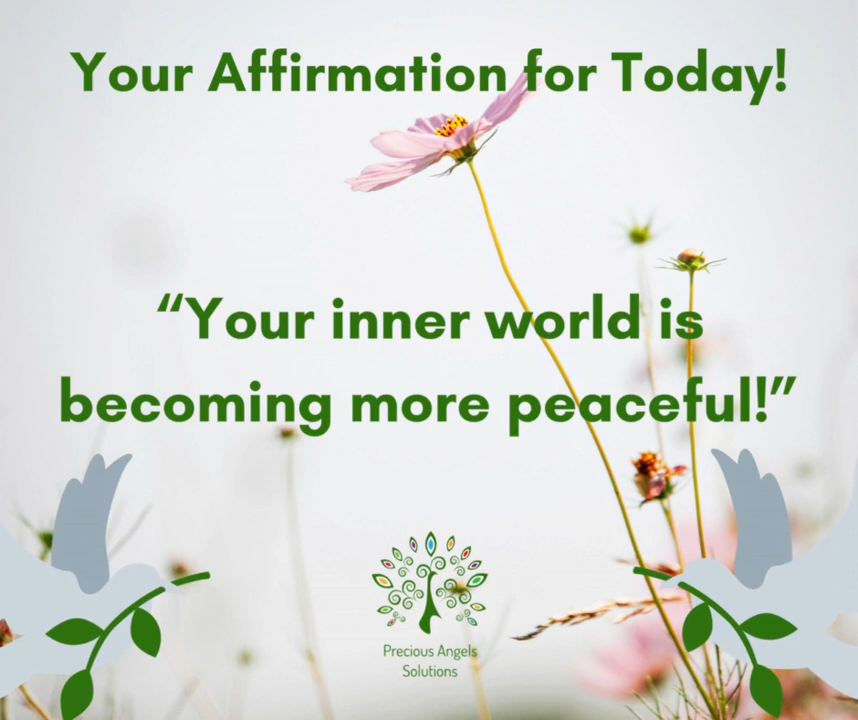 Your Affirmation for Today!
“Your inner world is
becoming more peaceful!”
Precious Angels
Solutions